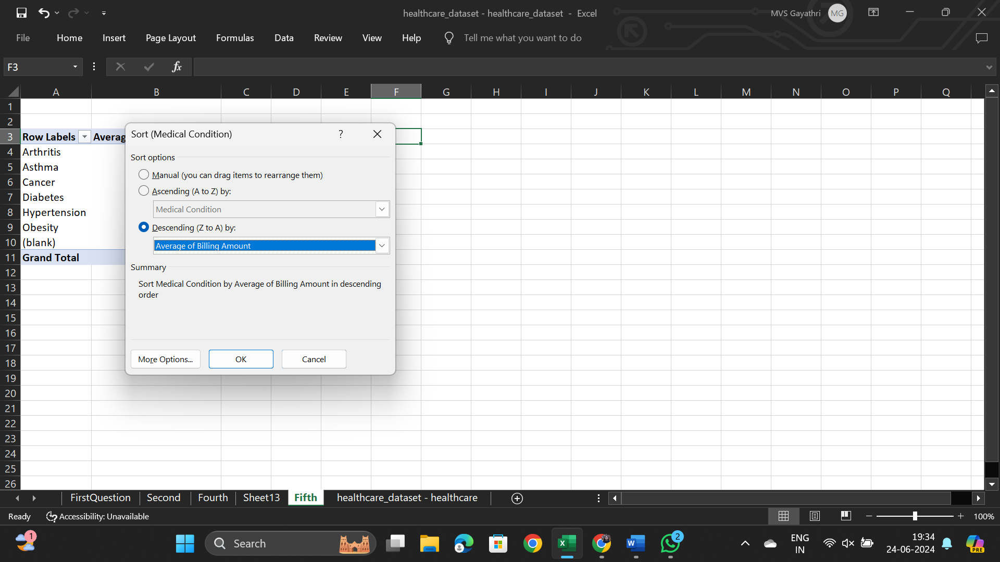 healthcare_dataset - healthcare_dataset - Excel
MVS Gayathri
MG
File Home Insert Page Layout Formulas Data Review View Help Tell me what you want to do
F3
fx
A B C D E F G H I J K L M N O P Q
1
2
3 Row Labels Averag
4 Arthritis
5 Asthma
6 Cancer
7 Diabetes
8 Hypertension
9 Obesity
10 (blank)
11 Grand Total
12
13
14
15
16
17
18
19
20
21
22
23
24
25
26
Sort (Medical Condition) ?
Sort options
Manual (you can drag items to rearrange them)
Ascending (A to Z) by:
Medical Condition
Descending (Z to A) by:
Average of Billing Amount
Summary
Sort Medical Condition by Average of Billing Amount in descending
order
More Options... OK Cancel
FirstQuestion Second Fourth Sheet13 Fifth healthcare_dataset - healthcare
Ready Accessibility: Unavailable 100%
1
Search
2
ENG
IN
19:34
24-06-2024
PRE